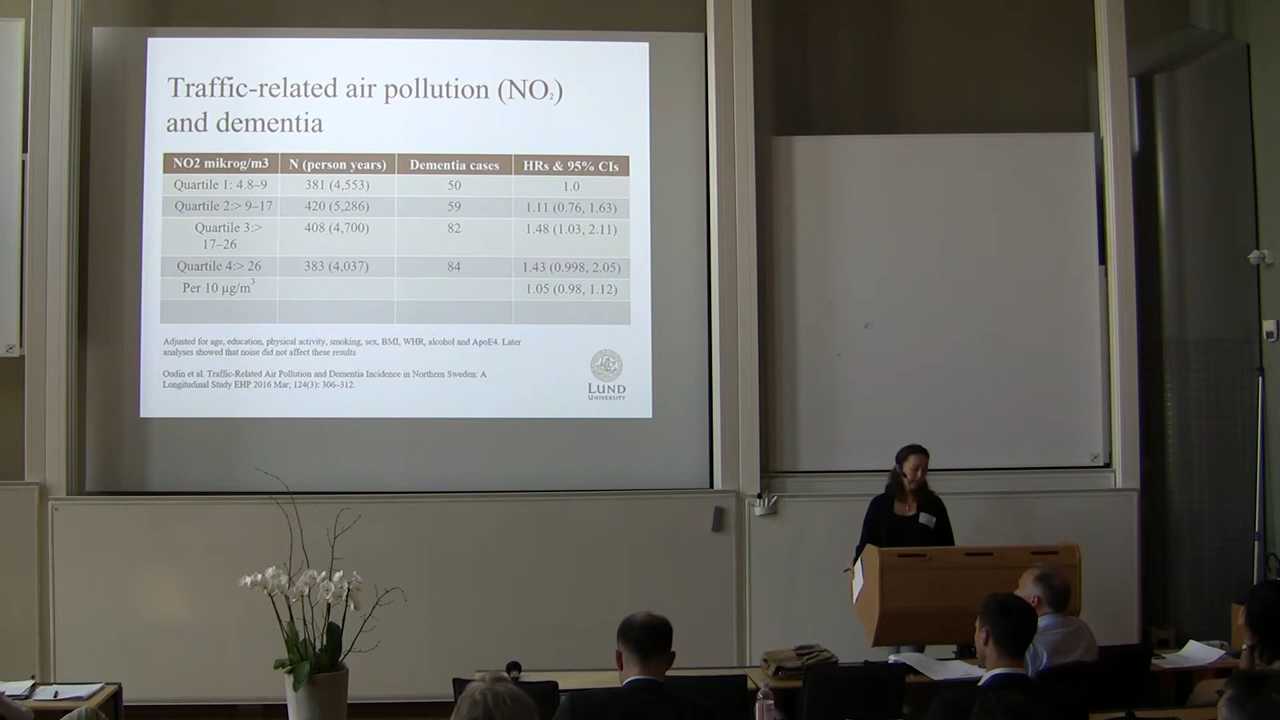 Traffic-related air pollution (NO₂)
and dementia
NO2 mikrog/m3 N (person years) Dementia cases HRs & 95% CIs
Quartile 1: 4.8–9 381 (4,553) 50 1.0
Quartile 2:> 9–17 420 (5,286) 59 1.11 (0.76, 1.63)
Quartile 3:> 408 (4,700) 82 1.48 (1.03, 2.11)
17–26
Quartile 4:> 26 383 (4,037) 84 1.43 (0.998, 2.05)
Per 10 µg/m³ 1.05 (0.98, 1.12)
Adjusted for age, education, physical activity, smoking, sex, BMI, WHR, alcohol and ApoE4. Later
analyses showed that noise did not affect these results
Oudin et al. Traffic-Related Air Pollution and Dementia Incidence in Northern Sweden: A
Longitudinal Study EHP 2016 Mar; 124(3): 306–312.
LUND
UNIVERSITY